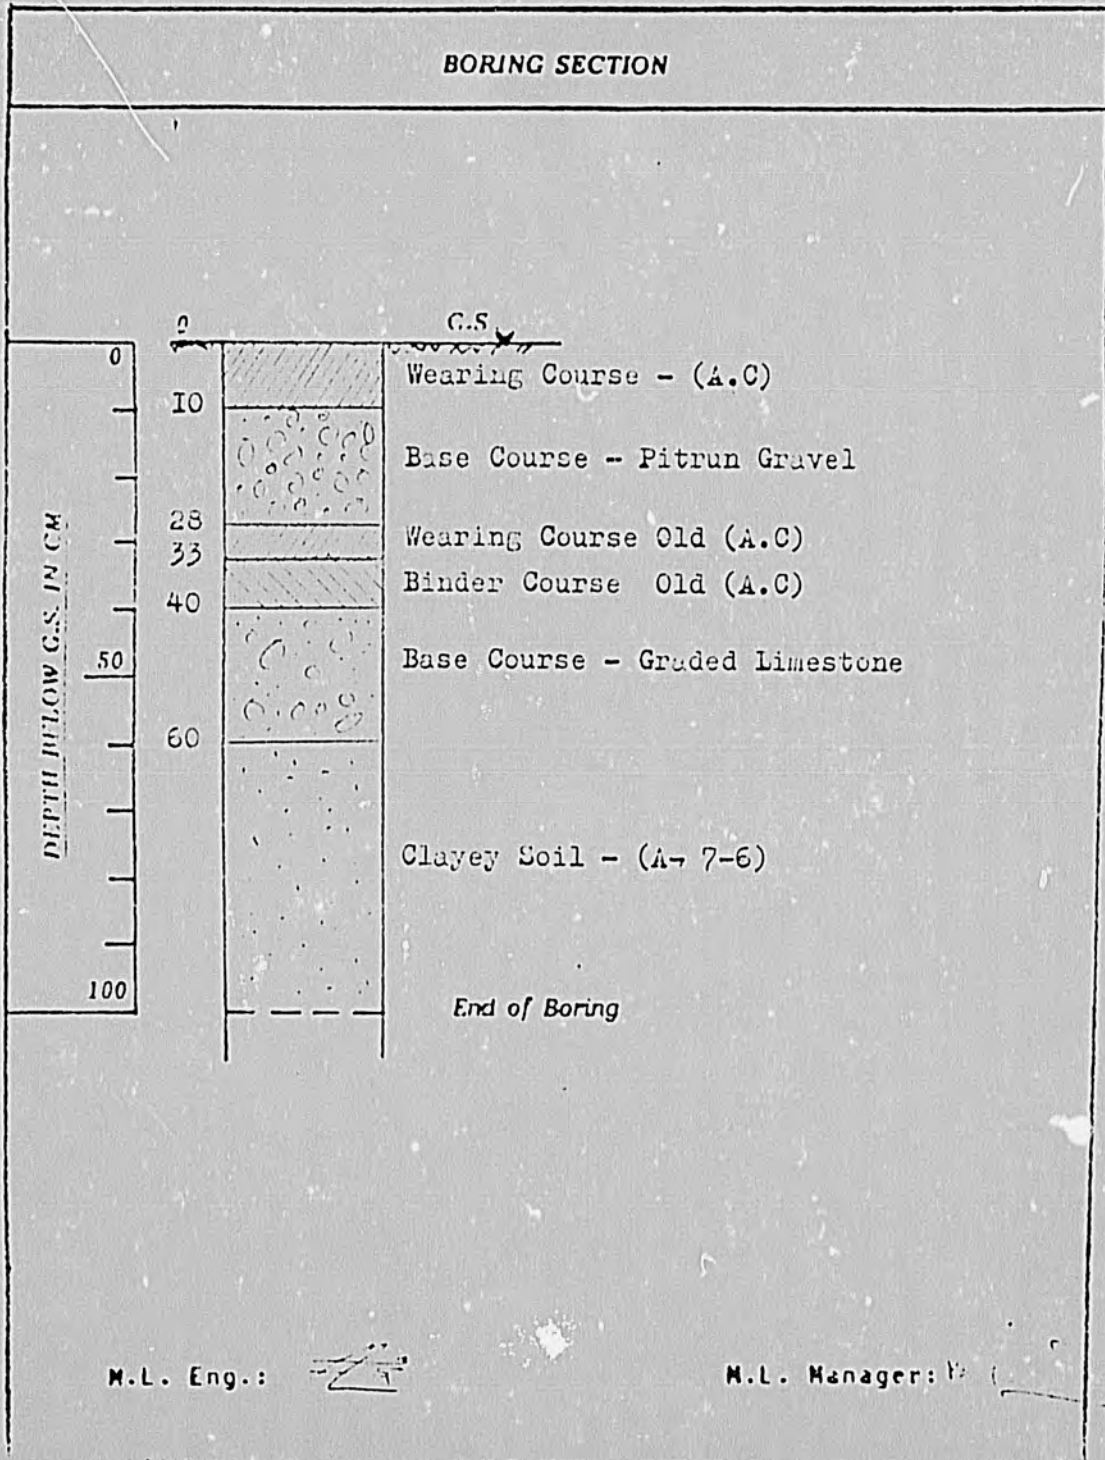 BORING SECTION
0 G.S
0
Wearing Course - (A.C)
10
Base Course - Pitrun Gravel
28
Wearing Course Old (A.C)
33
Binder Course Old (A.C)
40
Base Course - Graded Limestone
50
60
DEPTH BELOW G.S. IN CM
Clayey Soil - (A- 7-6)
100
End of Boring
M.L. Eng.:
M.L. Manager: